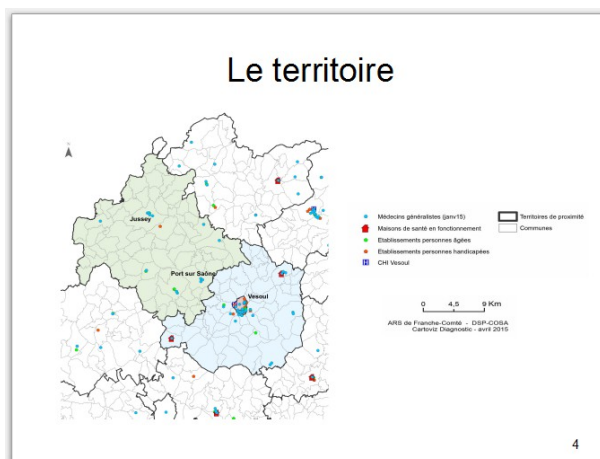 Le territoire
Jussey
Port sur Saône
Vesoul
Médecins généralistes (janv15)
Maisons de santé en fonctionnement
Etablissements personnes âgées
Etablissements personnes handicapées
CHI Vesoul
Territoires de proximité
Communes
0 4,5 9 Km
ARS de Franche-Comté - DSP-COSA
Cartoviz Diagnostic - avril 2015
4